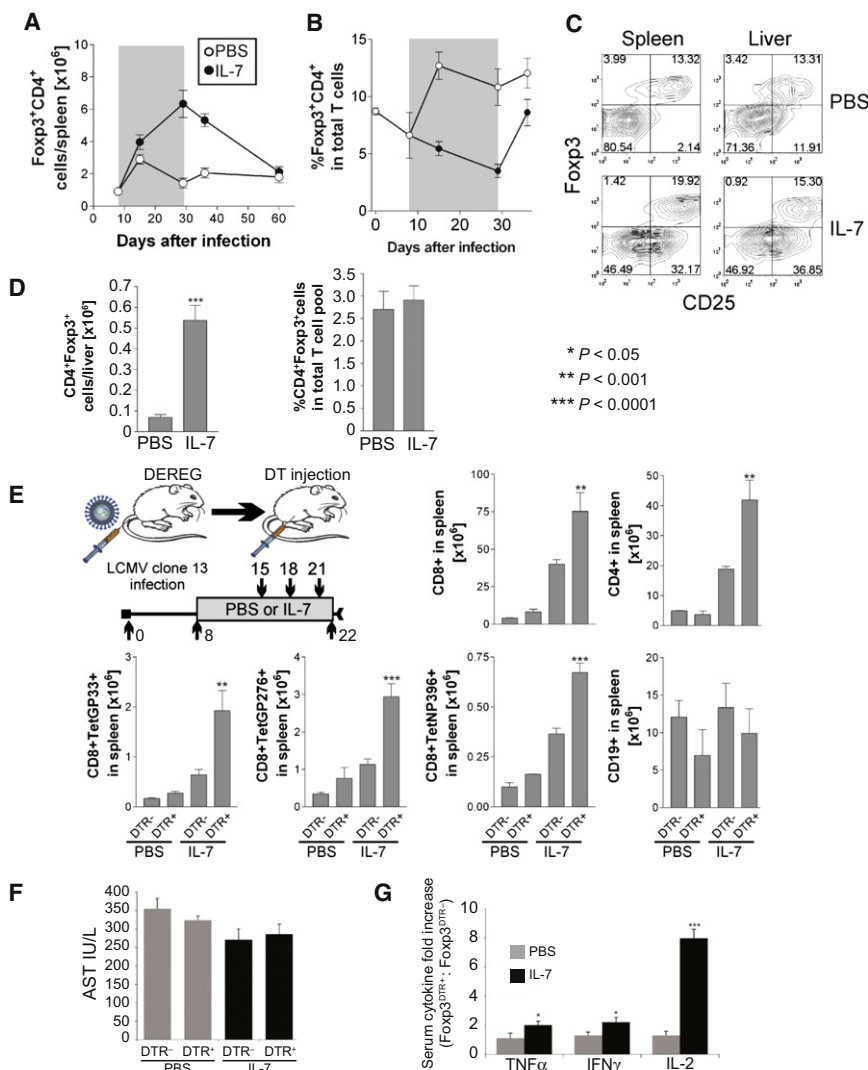 A
Foxp3⁺CD4⁺
cells/spleen [x10⁶]
10
8
6
4
2
0
0 10 20 30 40 50 60
Days after infection
PBS
IL-7
B
%Foxp3⁺CD4⁺
in total T cells
15
10
5
0
0 10 20 30
Days after infection
C
Spleen Liver
3.99 13.32 3.42 13.31
80.54 2.14 71.36 11.91
PBS
1.42 19.92 0.92 15.30
46.49 32.17 46.92 36.85
IL-7
Foxp3
CD25
D
CD4⁺Foxp3⁺
cells/liver [x10⁶]
0.7
0.6
0.5
0.4
0.3
0.2
0.1
0
***
PBS IL-7
%CD4⁺Foxp3⁺cells
in total T cell pool
3.5
3.0
2.5
2.0
1.5
1.0
0.5
0
PBS IL-7
* P < 0.05
** P < 0.001
*** P < 0.0001
E
DEREG DT injection
LCMV clone 13
infection
15 18 21
PBS or IL-7
0 8 22
CD8+ in spleen
[x10⁶]
100
75
50
25
0
**
CD4+ in spleen
[x10⁶]
50
40
30
20
10
0
**
CD8+TetGP33+
in spleen [x10⁶]
3
2
1
0
**
DTR- DTR+ DTR- DTR+
PBS IL-7
CD8+TetGP276+
in spleen [x10⁶]
4
3
2
1
0
***
DTR- DTR+ DTR- DTR+
PBS IL-7
CD8+TetNP396+
in spleen [x10⁶]
0.75
0.50
0.25
0.00
***
DTR- DTR+ DTR- DTR+
PBS IL-7
CD19+ in spleen
[x10⁶]
20
15
10
5
0
DTR- DTR+ DTR- DTR+
PBS IL-7
F
AST IU/L
400
350
300
250
200
150
100
50
0
DTR⁻ DTR⁺ DTR⁻ DTR⁺
PBS IL-7
G
Serum cytokine fold increase
(Foxp3ᴰᵀᴿ⁺ : Foxp3ᴰᵀᴿ⁻)
10
8
6
4
2
0
PBS
IL-7
* * ***
TNFα IFNγ IL-2